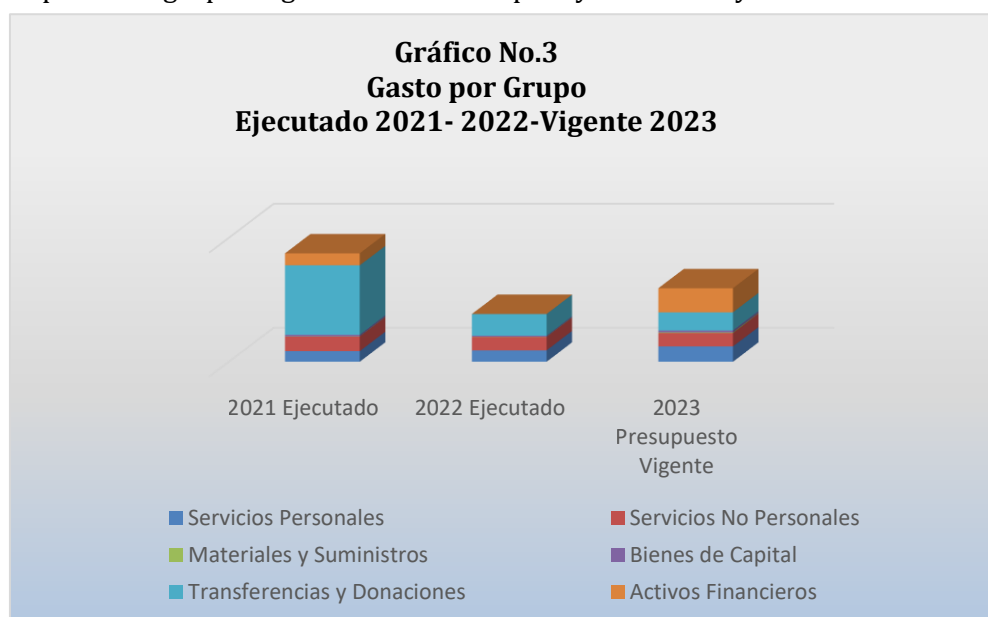 Gráfico No.3
Gasto por Grupo
Ejecutado 2021- 2022-Vigente 2023
2021 Ejecutado
2022 Ejecutado
2023
Presupuesto
Vigente
Servicios Personales
Servicios No Personales
Materiales y Suministros
Bienes de Capital
Transferencias y Donaciones
Activos Financieros